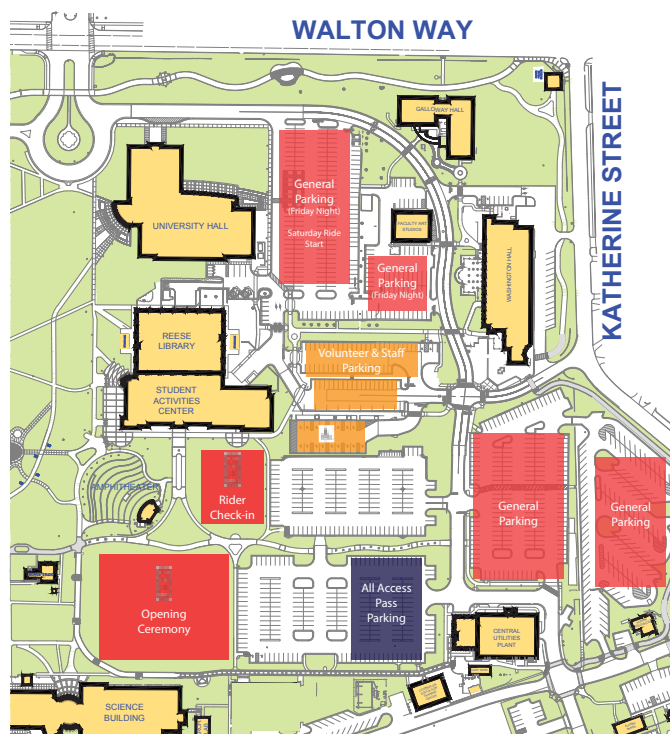 WALTON WAY
KATHERINE STREET
GALLOWAY HALL
General
Parking
(Friday Night)
Saturday Ride
Start
UNIVERSITY HALL
FACULTY ART
STUDIOS
WASHINGTON HALL
General
Parking
(Friday Night)
REESE
LIBRARY
Volunteer & Staff
Parking
STUDENT
ACTIVITIES
CENTER
AMPHITHEATER
Rider
Check-in
General
Parking
General
Parking
Opening
Ceremony
All Access
Pass
Parking
CENTRAL
UTILITIES
PLANT
SCIENCE
BUILDING